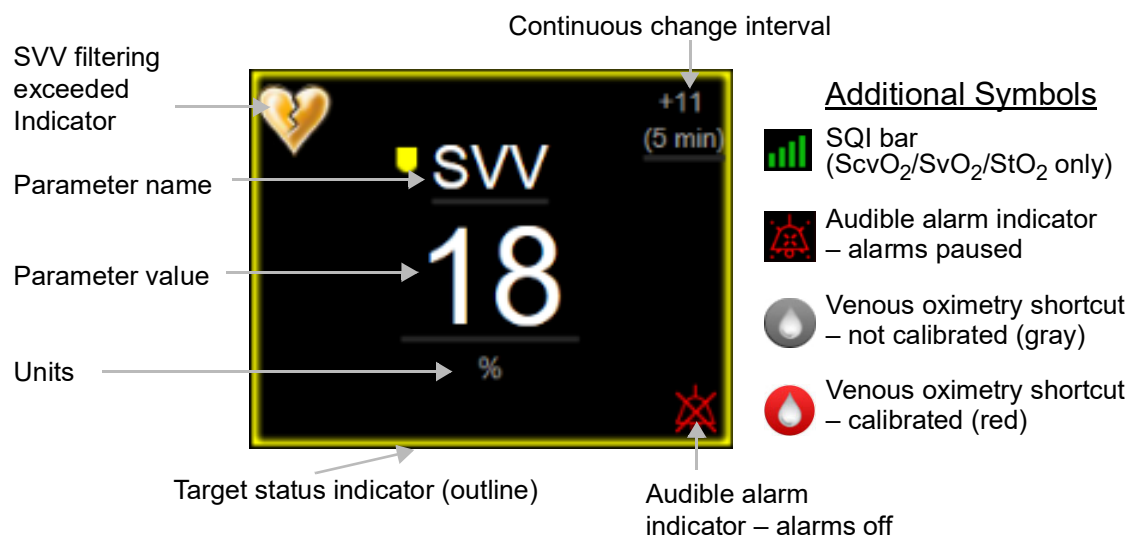 Continuous change interval
SVV filtering
exceeded
Indicator
Parameter name
Parameter value
Units
+11
(5 min)
SVV
18
%
Target status indicator (outline)
Audible alarm
indicator – alarms off
Additional Symbols
SQI bar
(ScvO2/SvO2/StO2 only)
Audible alarm indicator
– alarms paused
Venous oximetry shortcut
– not calibrated (gray)
Venous oximetry shortcut
– calibrated (red)